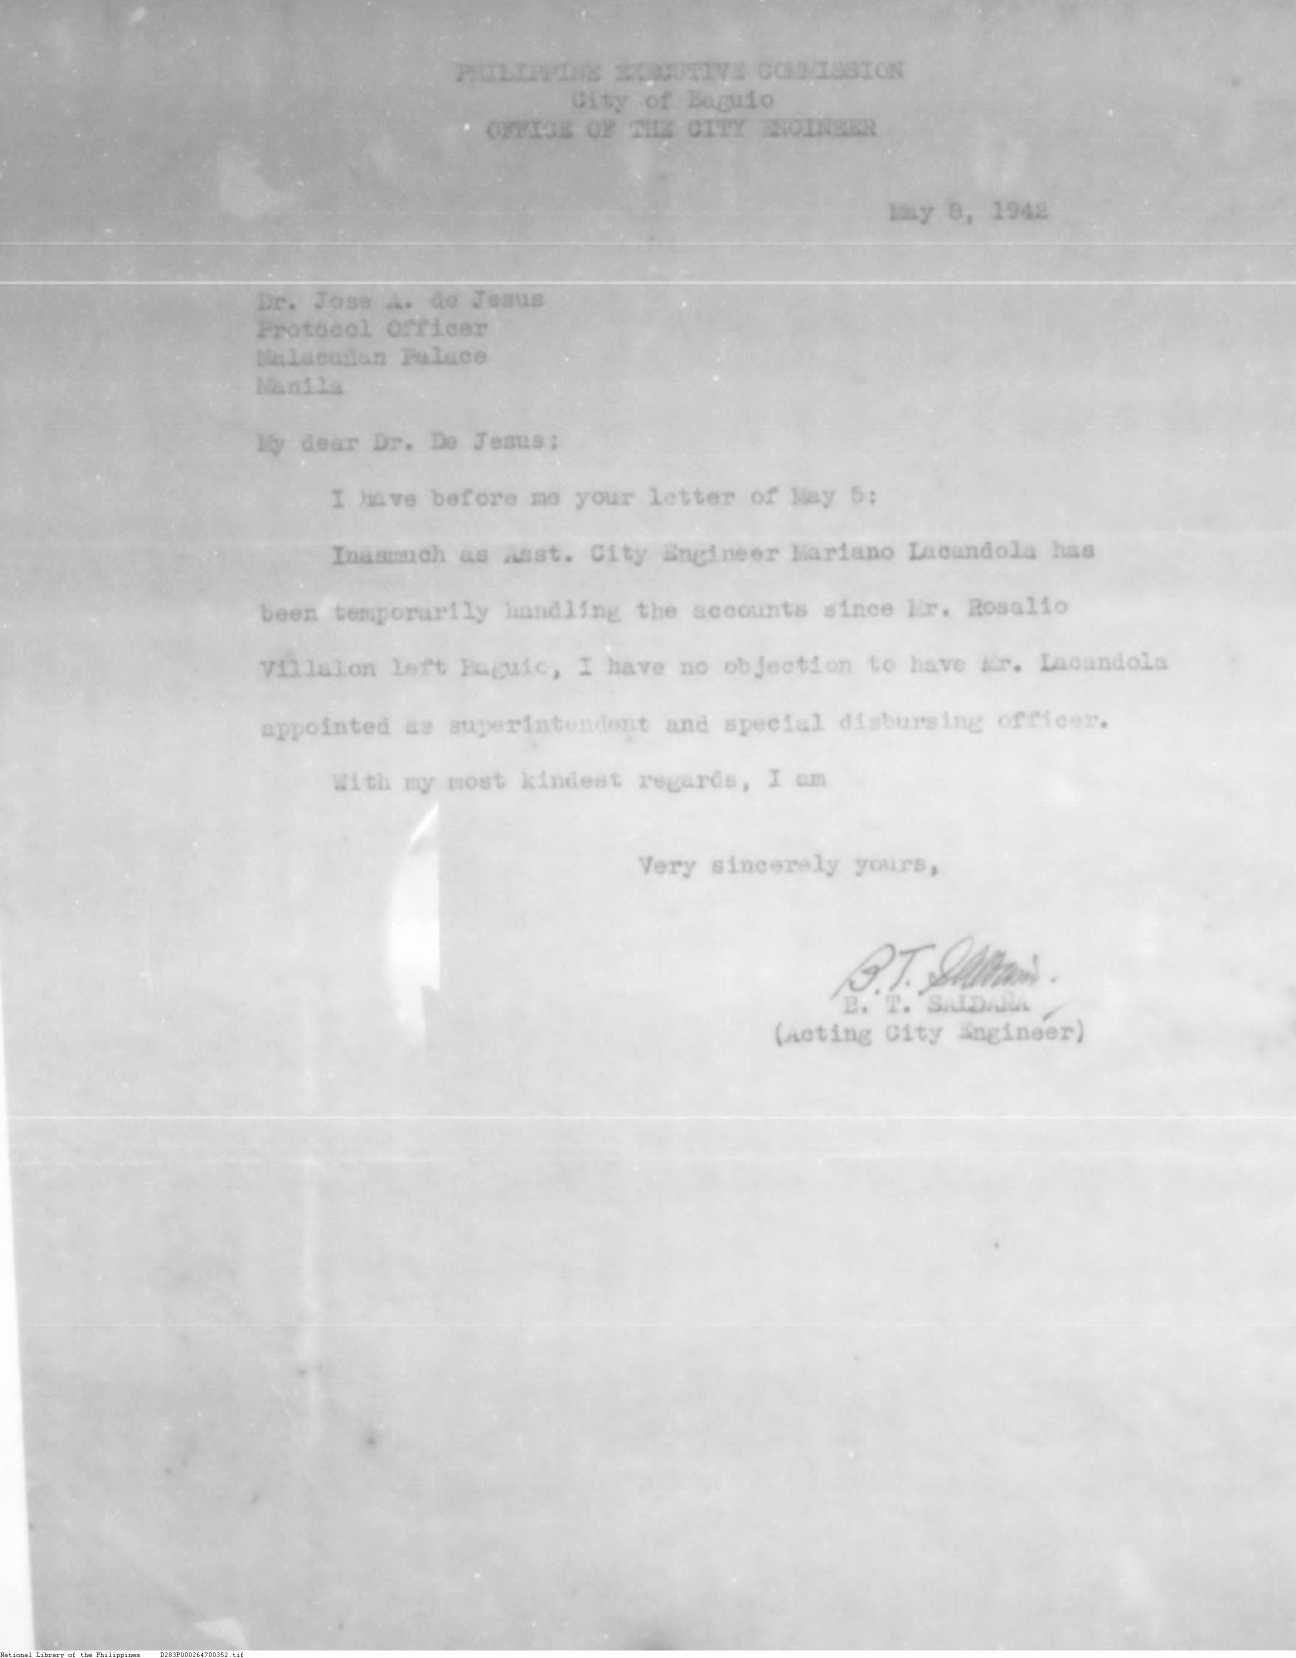 PHILIPPINE EXECUTIVE COMMISSION
City of Baguio
OFFICE OF THE CITY ENGINEER
May 8, 1942
Dr. Jose A. de Jesus
Protocol Officer
Malacañan Palace
Manila
My dear Dr. De Jesus:
I have before me your letter of May 5:
Inasmuch as Asst. City Engineer Mariano Lacandola has
been temporarily handling the accounts since Mr. Rosalio
Villalon left Baguio, I have no objection to have Mr. Lacandola
appointed as superintendent and special disbursing officer.
With my most kindest regards, I am
Very sincerely yours,
B. T.
B. T. SALDAÑA
(Acting City Engineer)
National Library of the Philippines D283P000264700352.tif